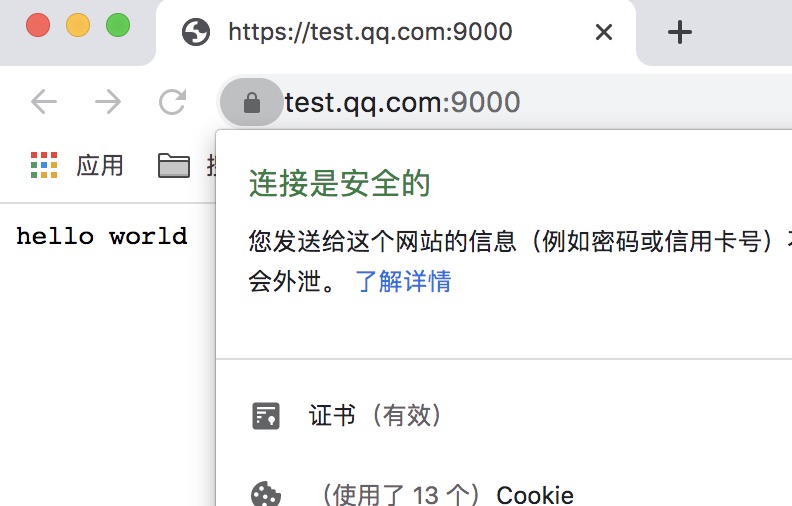 https://test.qq.com:9000
test.qq.com:9000
应用
连接是安全的
hello world
您发送给这个网站的信息（例如密码或信用卡号）不
会外泄。 了解详情
证书（有效）
（使用了 13 个）Cookie